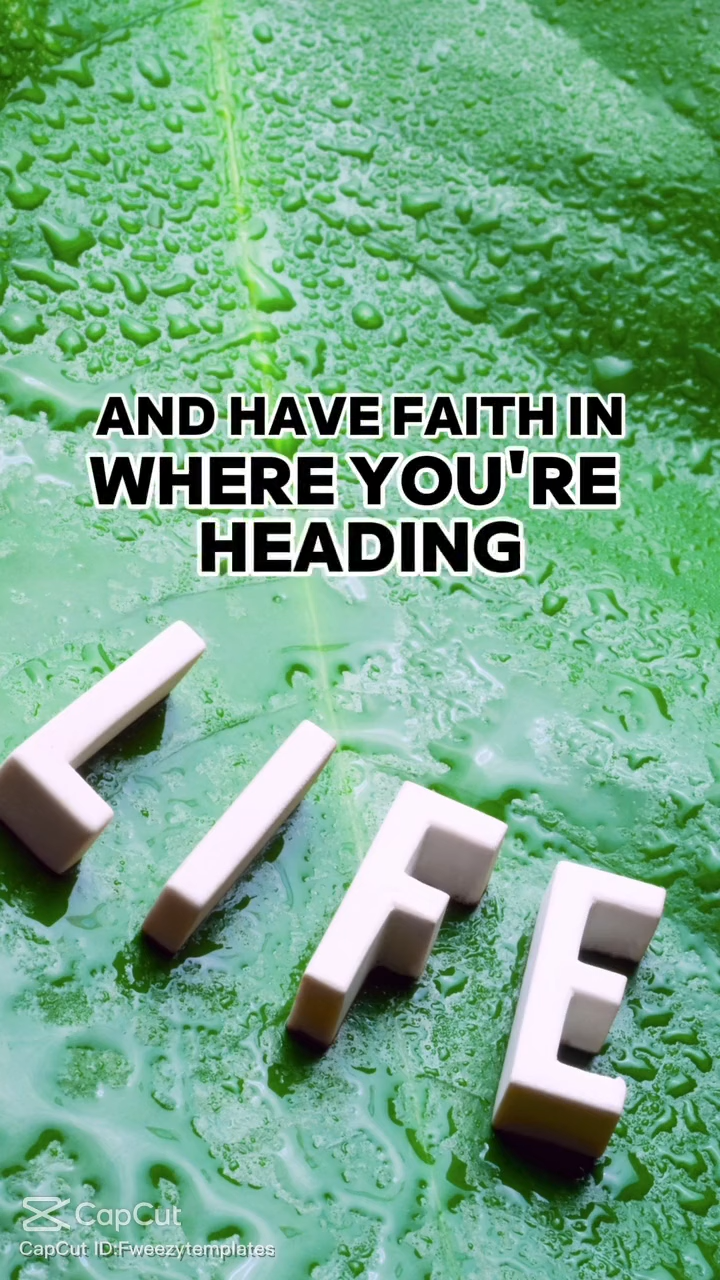 AND HAVE FAITH IN
WHERE YOU'RE
HEADING
LIFE
CapCut
CapCut ID:Fweezytemplates